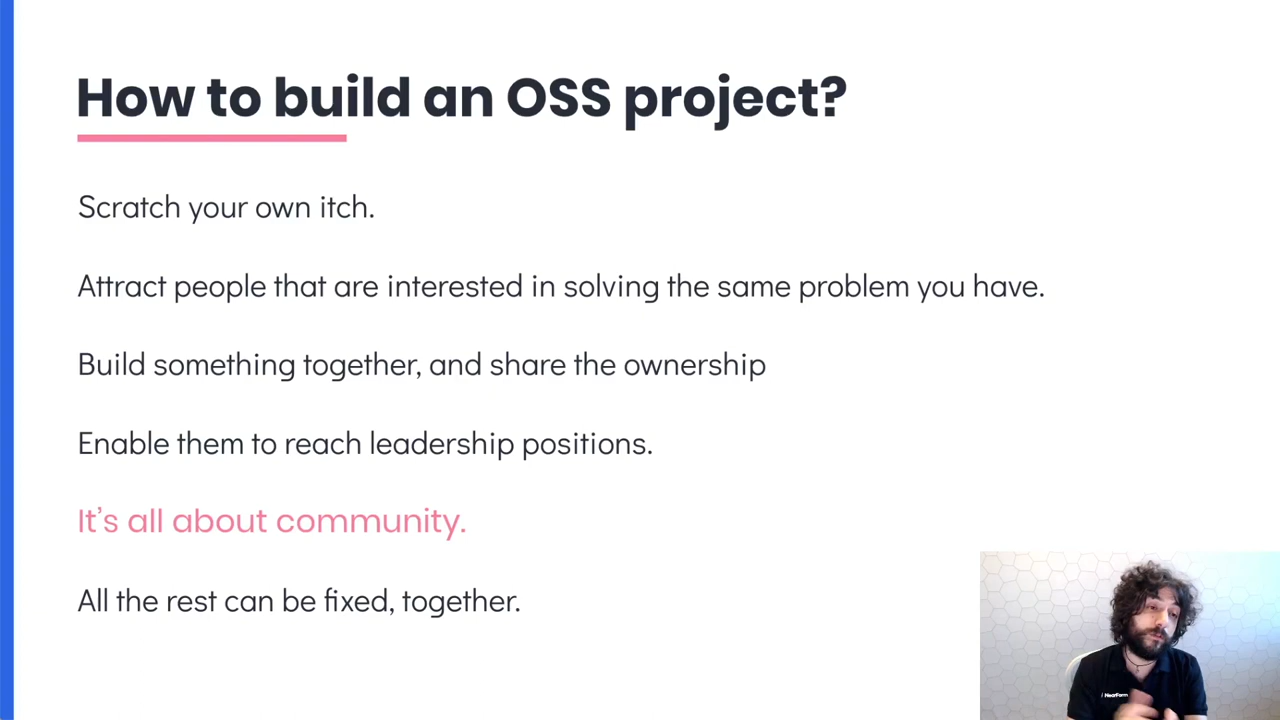 How to build an OSS project?
Scratch your own itch.
Attract people that are interested in solving the same problem you have.
Build something together, and share the ownership
Enable them to reach leadership positions.
It's all about community.
All the rest can be fixed, together.
NearForm